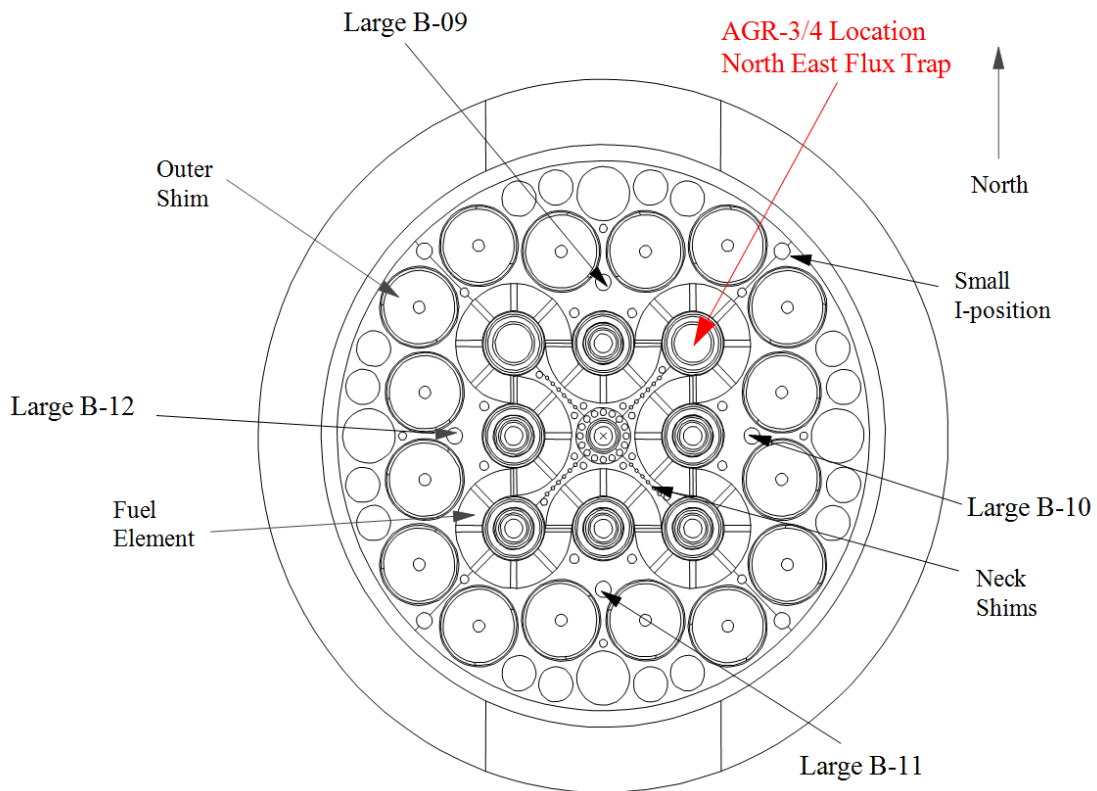 Large B-09
AGR-3/4 Location
North East Flux Trap
Outer
Shim
North
Small
I-position
Large B-12
Large B-10
Fuel
Element
Neck
Shims
Large B-11